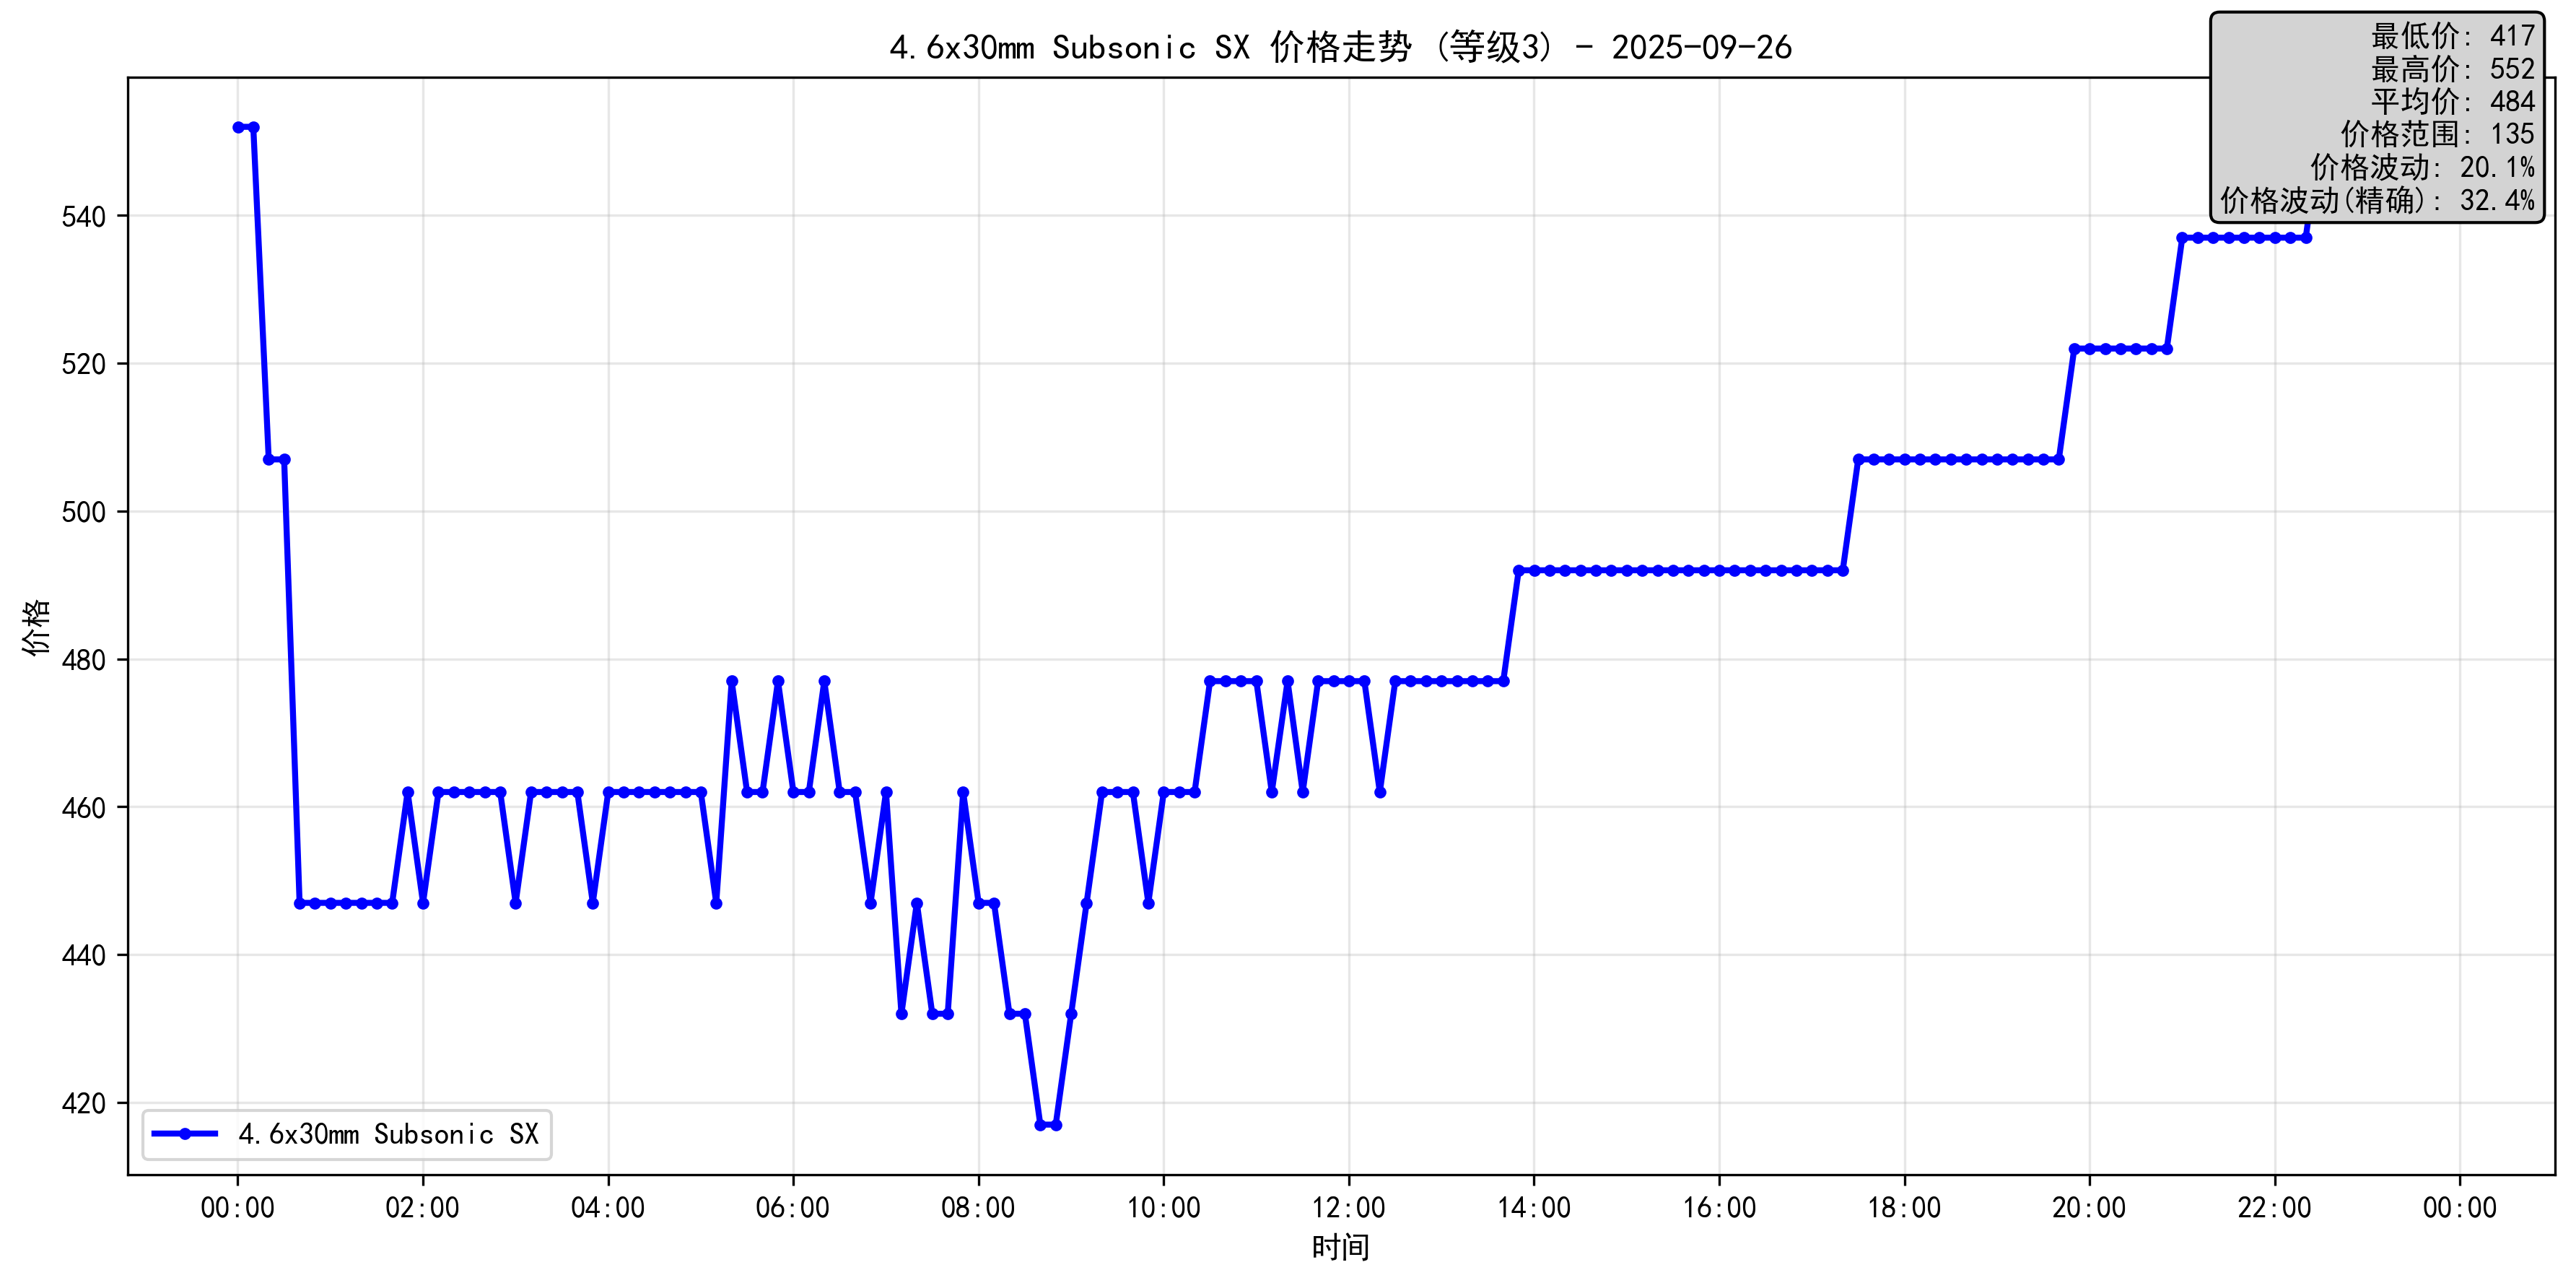 4.6x30mm Subsonic SX 价格走势 (等级3) - 2025-09-26
最低价: 417
最高价: 552
平均价: 484
价格范围: 135
价格波动: 20.1%
价格波动(精确): 32.4%
价格
540
520
500
480
460
440
420
4.6x30mm Subsonic SX
00:00 02:00 04:00 06:00 08:00 10:00 12:00 14:00 16:00 18:00 20:00 22:00 00:00
时间